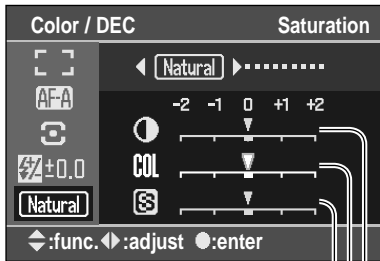 Color / DEC Saturation
Natural
AF-A
-2 -1 0 +1 +2
COL
±0.0
Natural
S
:func. :adjust :enter